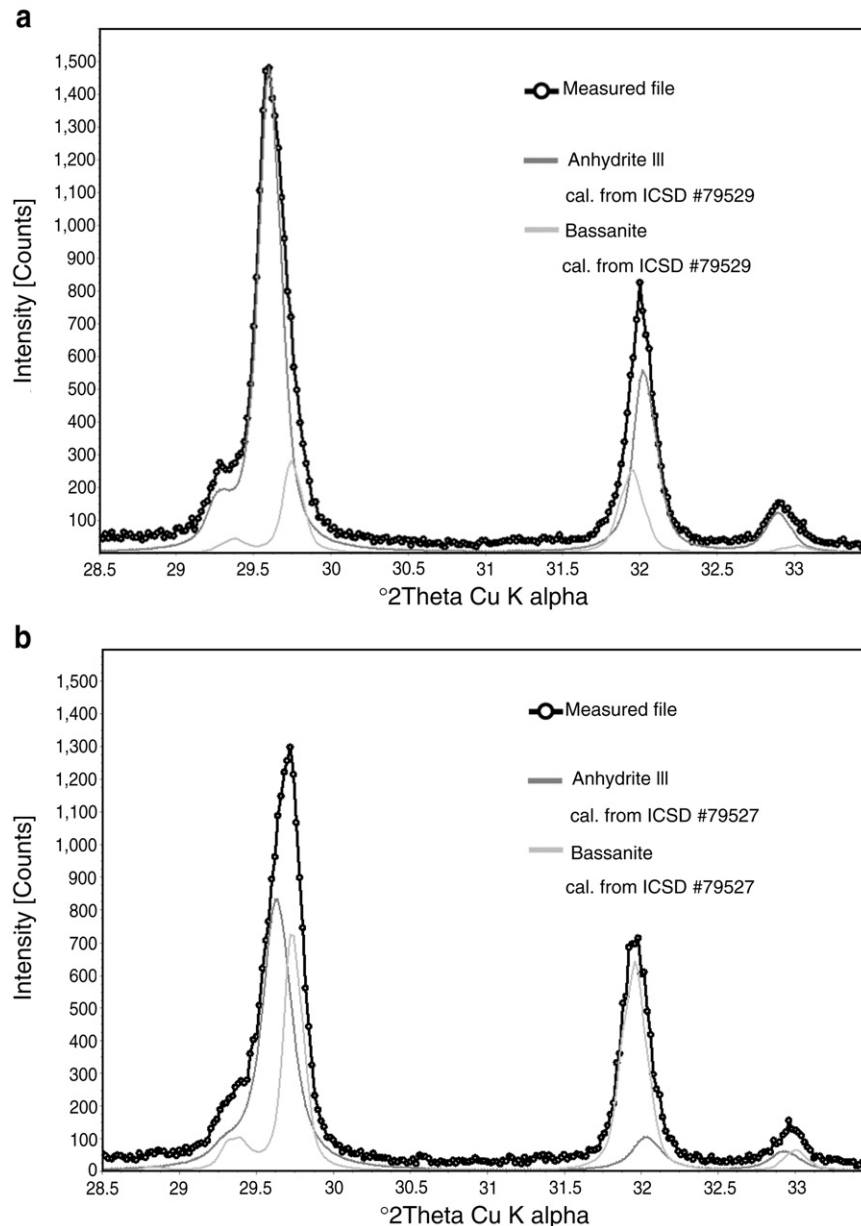 a
1,500
1,400
1,300
1,200
1,100
1,000
900
800
700
600
500
400
300
200
100
Intensity [Counts]
Measured file
Anhydrite III
cal. from ICSD #79529
Bassanite
cal. from ICSD #79529
28.5 29 29.5 30 30.5 31 31.5 32 32.5 33
°2Theta Cu K alpha
b
1,500
1,400
1,300
1,200
1,100
1,000
900
800
700
600
500
400
300
200
100
0
Intensity [Counts]
Measured file
Anhydrite III
cal. from ICSD #79527
Bassanite
cal. from ICSD #79527
28.5 29 29.5 30 30.5 31 31.5 32 32.5 33
°2Theta Cu K alpha